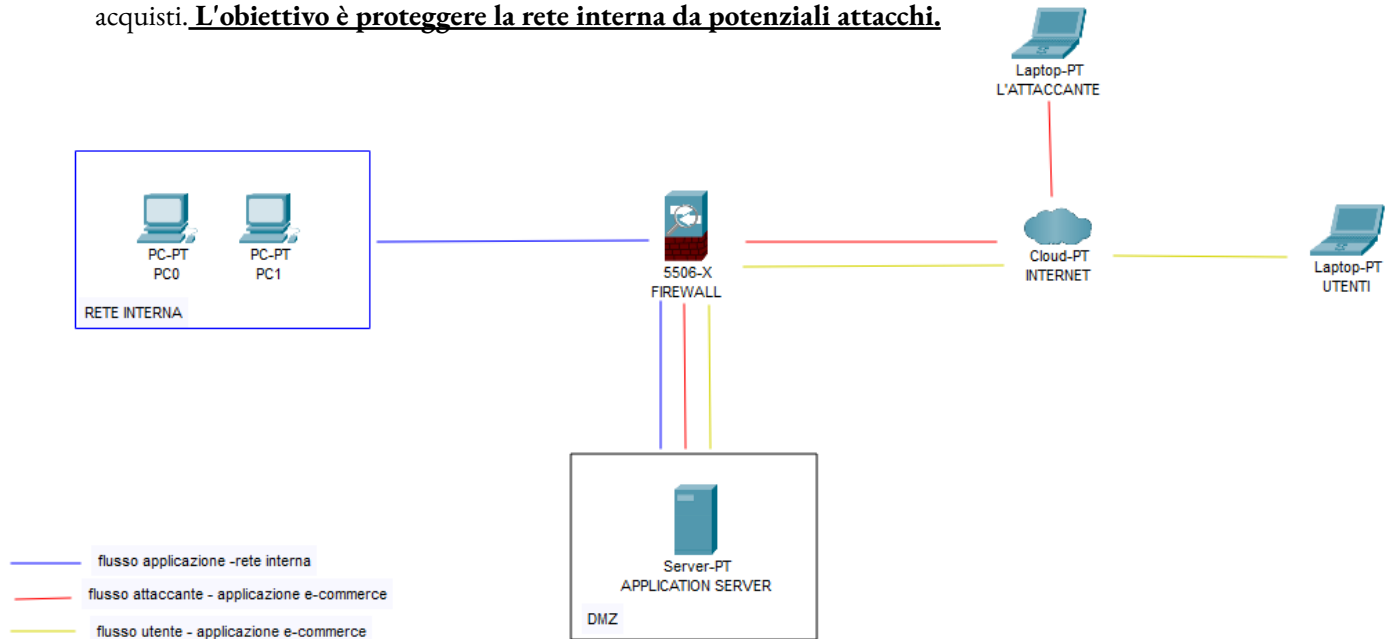 acquisti. L'obiettivo è proteggere la rete interna da potenziali attacchi.
Laptop-PT
L'ATTACCANTE
PC-PT
PC0
PC-PT
PC1
RETE INTERNA
5506-X
FIREWALL
Cloud-PT
INTERNET
Laptop-PT
UTENTI
Server-PT
APPLICATION SERVER
DMZ
flusso applicazione -rete interna
flusso attaccante - applicazione e-commerce
flusso utente - applicazione e-commerce